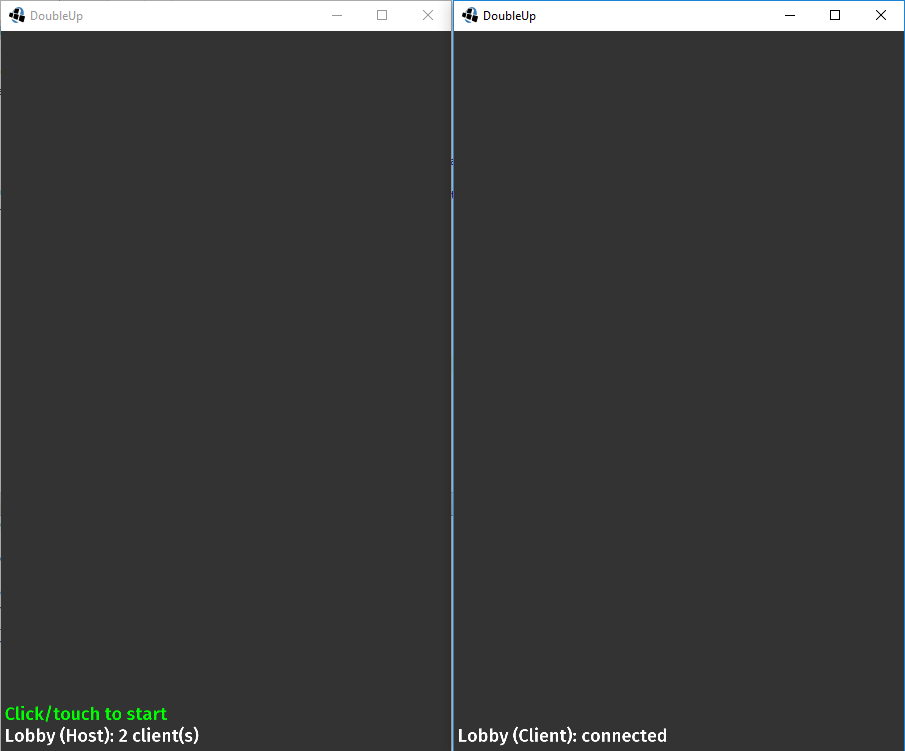 DoubleUp
Click/touch to start
Lobby (Host): 2 client(s)
DoubleUp
Lobby (Client): connected